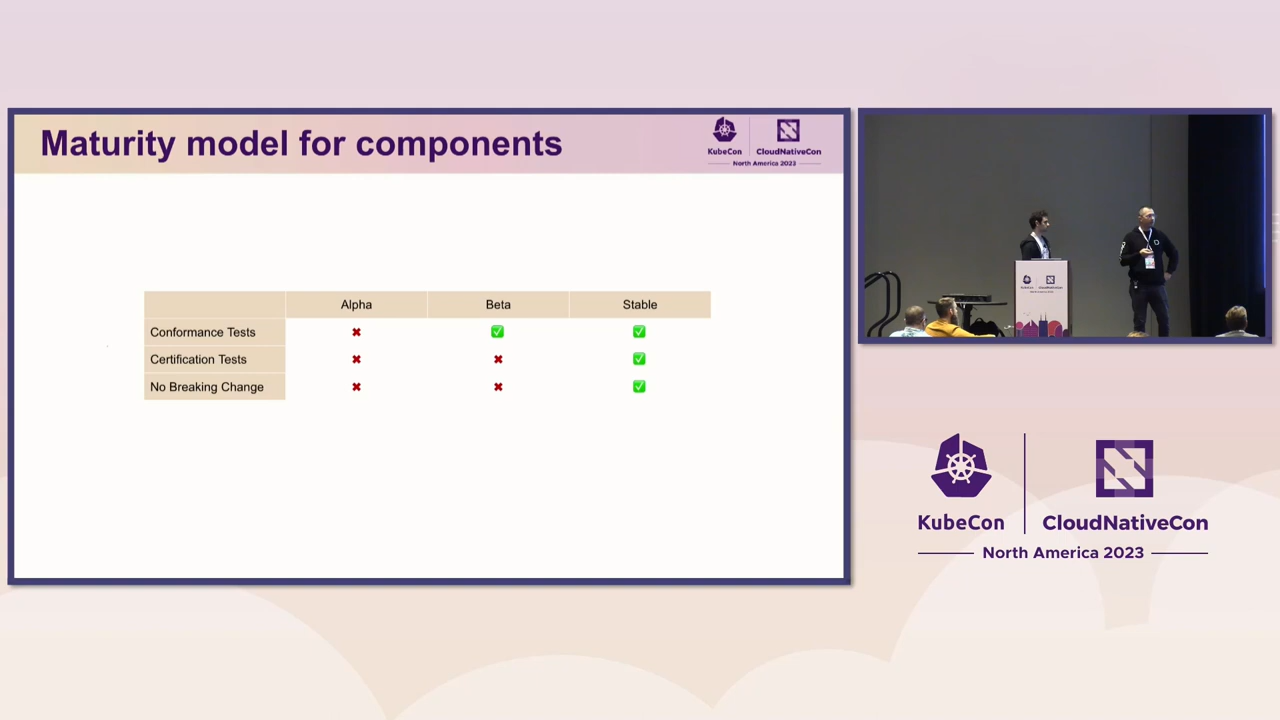 Maturity model for components
KubeCon
CloudNativeCon
North America 2023
Alpha
Beta
Stable
Conformance Tests
Certification Tests
No Breaking Change
KubeCon
CloudNativeCon
North America 2023